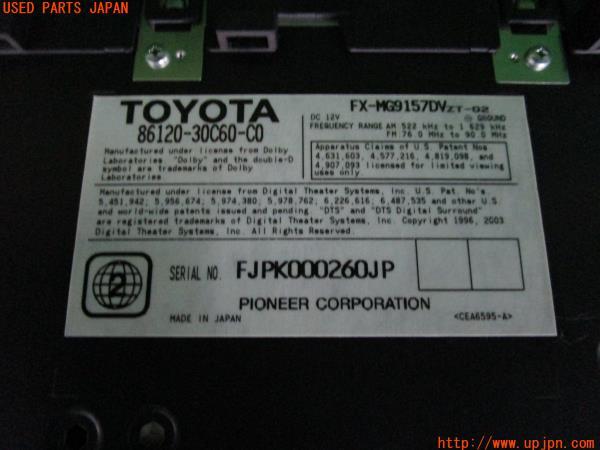 USED PARTS JAPAN
TOYOTA
86120-30C60-C0
FX-MG9157DVZT-02
DC 12V GROUND
FREQUENCY RANGE AM 522 kHz to 1 629 kHz
FM 76.0 MHz to 90.0 MHz
Manufactured under license from Dolby
Laboratories. "Dolby" and the double-D
symbol are trademarks of Dolby
Laboratories
Apparatus Claims of U.S. Patent Nos.
4,631,603, 4,577,216, 4,819,098, and
4,907,093 licensed for limited viewing
uses only
Manufactured under license from Digital Theater Systems, Inc. U.S. Pat. No's.
5,451,942; 5,956,674; 5,974,380; 5,978,762; 6,226,616; 6,487,535 and other U.S.
and world-wide patents issued and pending. "DTS" and "DTS Digital Surround"
are registered trademarks of Digital Theater Systems, Inc. Copyright 1996, 2003
Digital Theater Systems, Inc. All Rights Reserved.
2
SERIAL NO. FJPK000260JP
PIONEER CORPORATION
MADE IN JAPAN
<CEA6595-A>
http://www.upjpn.com/